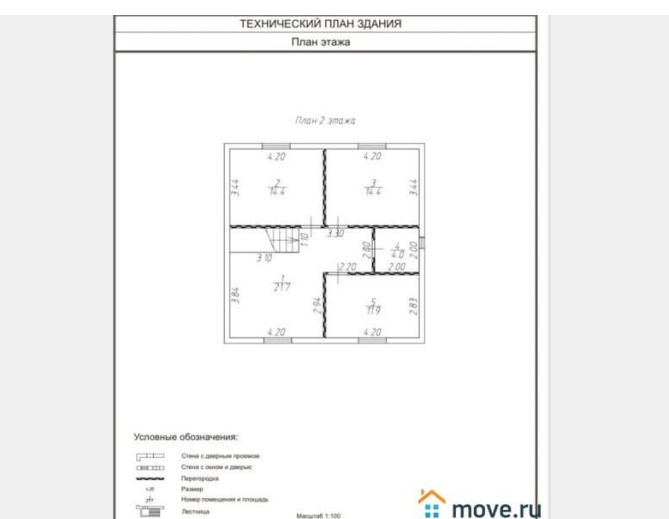 ТЕХНИЧЕСКИЙ ПЛАН ЗДАНИЯ
План этажа
План 2 этажа
4.20 4.20
3.44 2 14.4 3 14.4 3.44
1.10 3.30
3.10 2.00 4 4.0 2.00
2.20 2.00
1 21.7
3.84 2.94 5 11.9 2.83
4.20 4.20
Условные обозначения:
Стена с дверным проемом
Стена с окном и дверью
Перегородка
Размер
Номер помещения и площадь
Лестница
Масштаб 1:100
move.ru